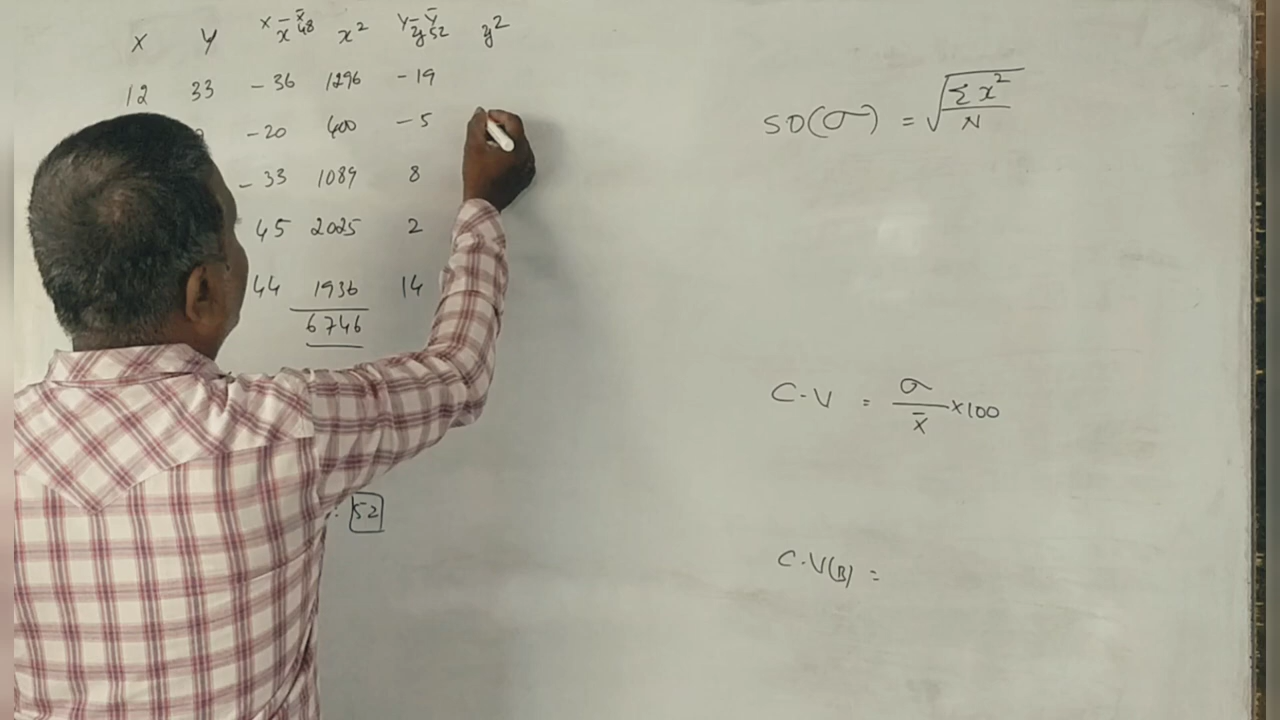 X Y X - X̄ 48 x x² Y - Ȳ 52 y y²
12 33 - 36 1296 - 19
- 20 400 - 5
- 33 1089 8
45 2025 2
44 1936 14
6746
SD(σ) = √Σx²/N
C.V = σ/x̄ × 100
: 52
C.V(B) =